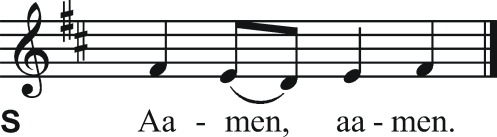 S Aa - men, aa - men.